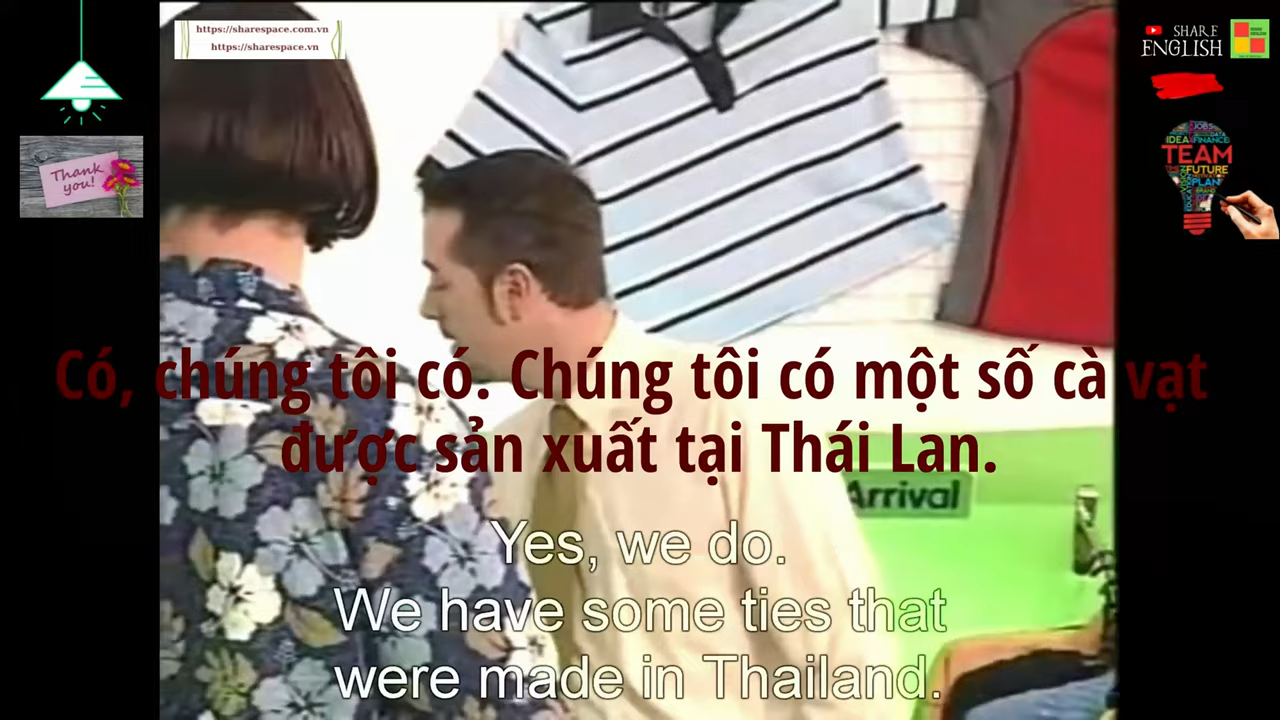 https://sharespace.com.vn
https://sharespace.vn
SHARE
ENGLISH
Thank
you!
JOBS
IDEA FINANCE
TEAM
FUTURE
PLAN
Có, chúng tôi có. Chúng tôi có một số cà vạt
được sản xuất tại Thái Lan.
Arrival
Yes, we do.
We have some ties that
were made in Thailand.